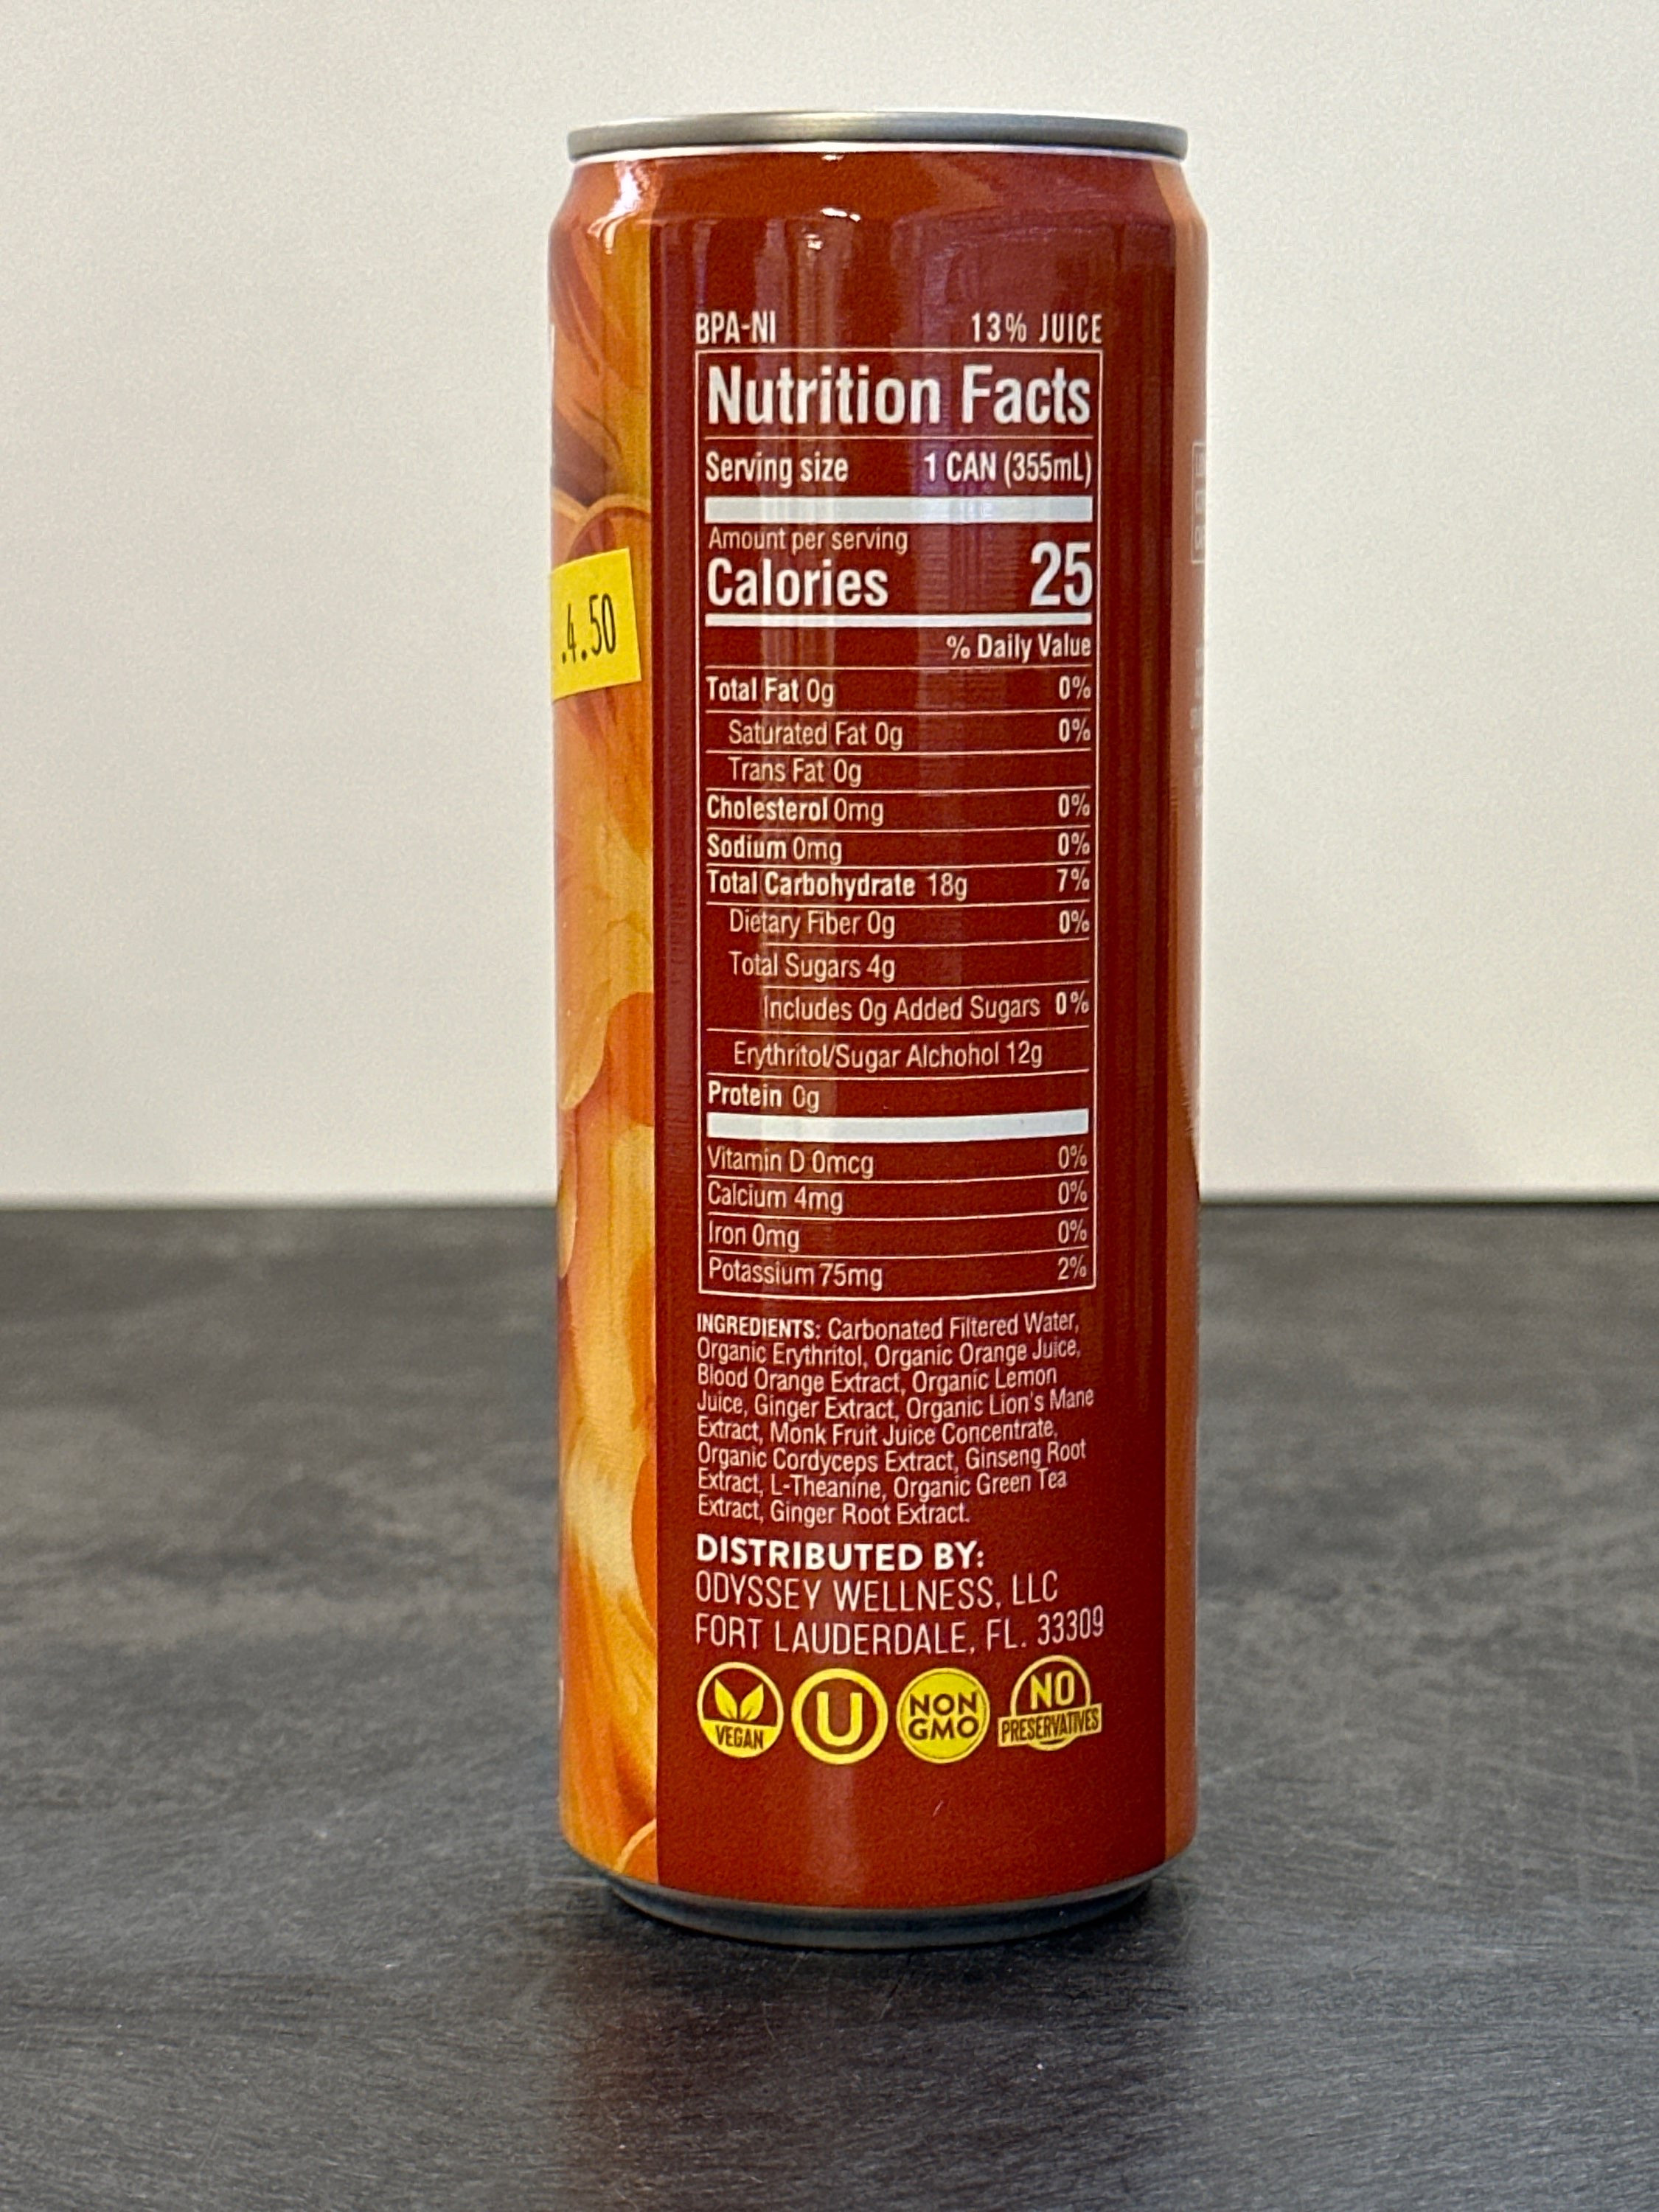 BPA-NI 13% JUICE
Nutrition Facts
Serving size 1 CAN (355mL)
Amount per serving
Calories 25
% Daily Value
Total Fat 0g 0%
Saturated Fat 0g 0%
Trans Fat 0g
Cholesterol 0mg 0%
Sodium 0mg 0%
Total Carbohydrate 18g 7%
Dietary Fiber 0g 0%
Total Sugars 4g
Includes 0g Added Sugars 0%
Erythritol/Sugar Alchohol 12g
Protein 0g
Vitamin D 0mcg 0%
Calcium 4mg 0%
Iron 0mg 0%
Potassium 75mg 2%
INGREDIENTS: Carbonated Filtered Water,
Organic Erythritol, Organic Orange Juice,
Blood Orange Extract, Organic Lemon
Juice, Ginger Extract, Organic Lion's Mane
Extract, Monk Fruit Juice Concentrate,
Organic Cordyceps Extract, Ginseng Root
Extract, L-Theanine, Organic Green Tea
Extract, Ginger Root Extract.
DISTRIBUTED BY:
ODYSSEY WELLNESS, LLC
FORT LAUDERDALE, FL. 33309
VEGAN
U
NON
GMO
NO
PRESERVATIVES
.4.50